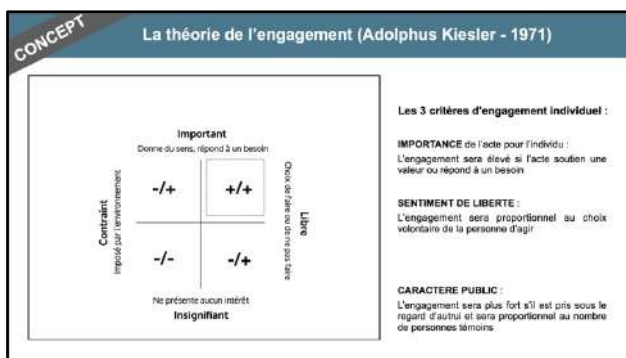 CONCEPT
La théorie de l'engagement (Adolphus Kiesler - 1971)
Important
Donne du sens, répond à un besoin
-/+
+/+
Contraint
Imposé par l'environnement
Choix de faire ou de ne pas faire
Libre
-/-
-/+
Ne présente aucun intérêt
Insignifiant
Les 3 critères d'engagement individuel :
IMPORTANCE de l'acte pour l'individu :
L'engagement sera élevé si l'acte soutien une
valeur ou répond à un besoin
SENTIMENT DE LIBERTE :
L'engagement sera proportionnel au choix
volontaire de la personne d'agir
CARACTERE PUBLIC :
L'engagement sera plus fort s'il est pris sous le
regard d'autrui et sera proportionnel au nombre
de personnes témoins